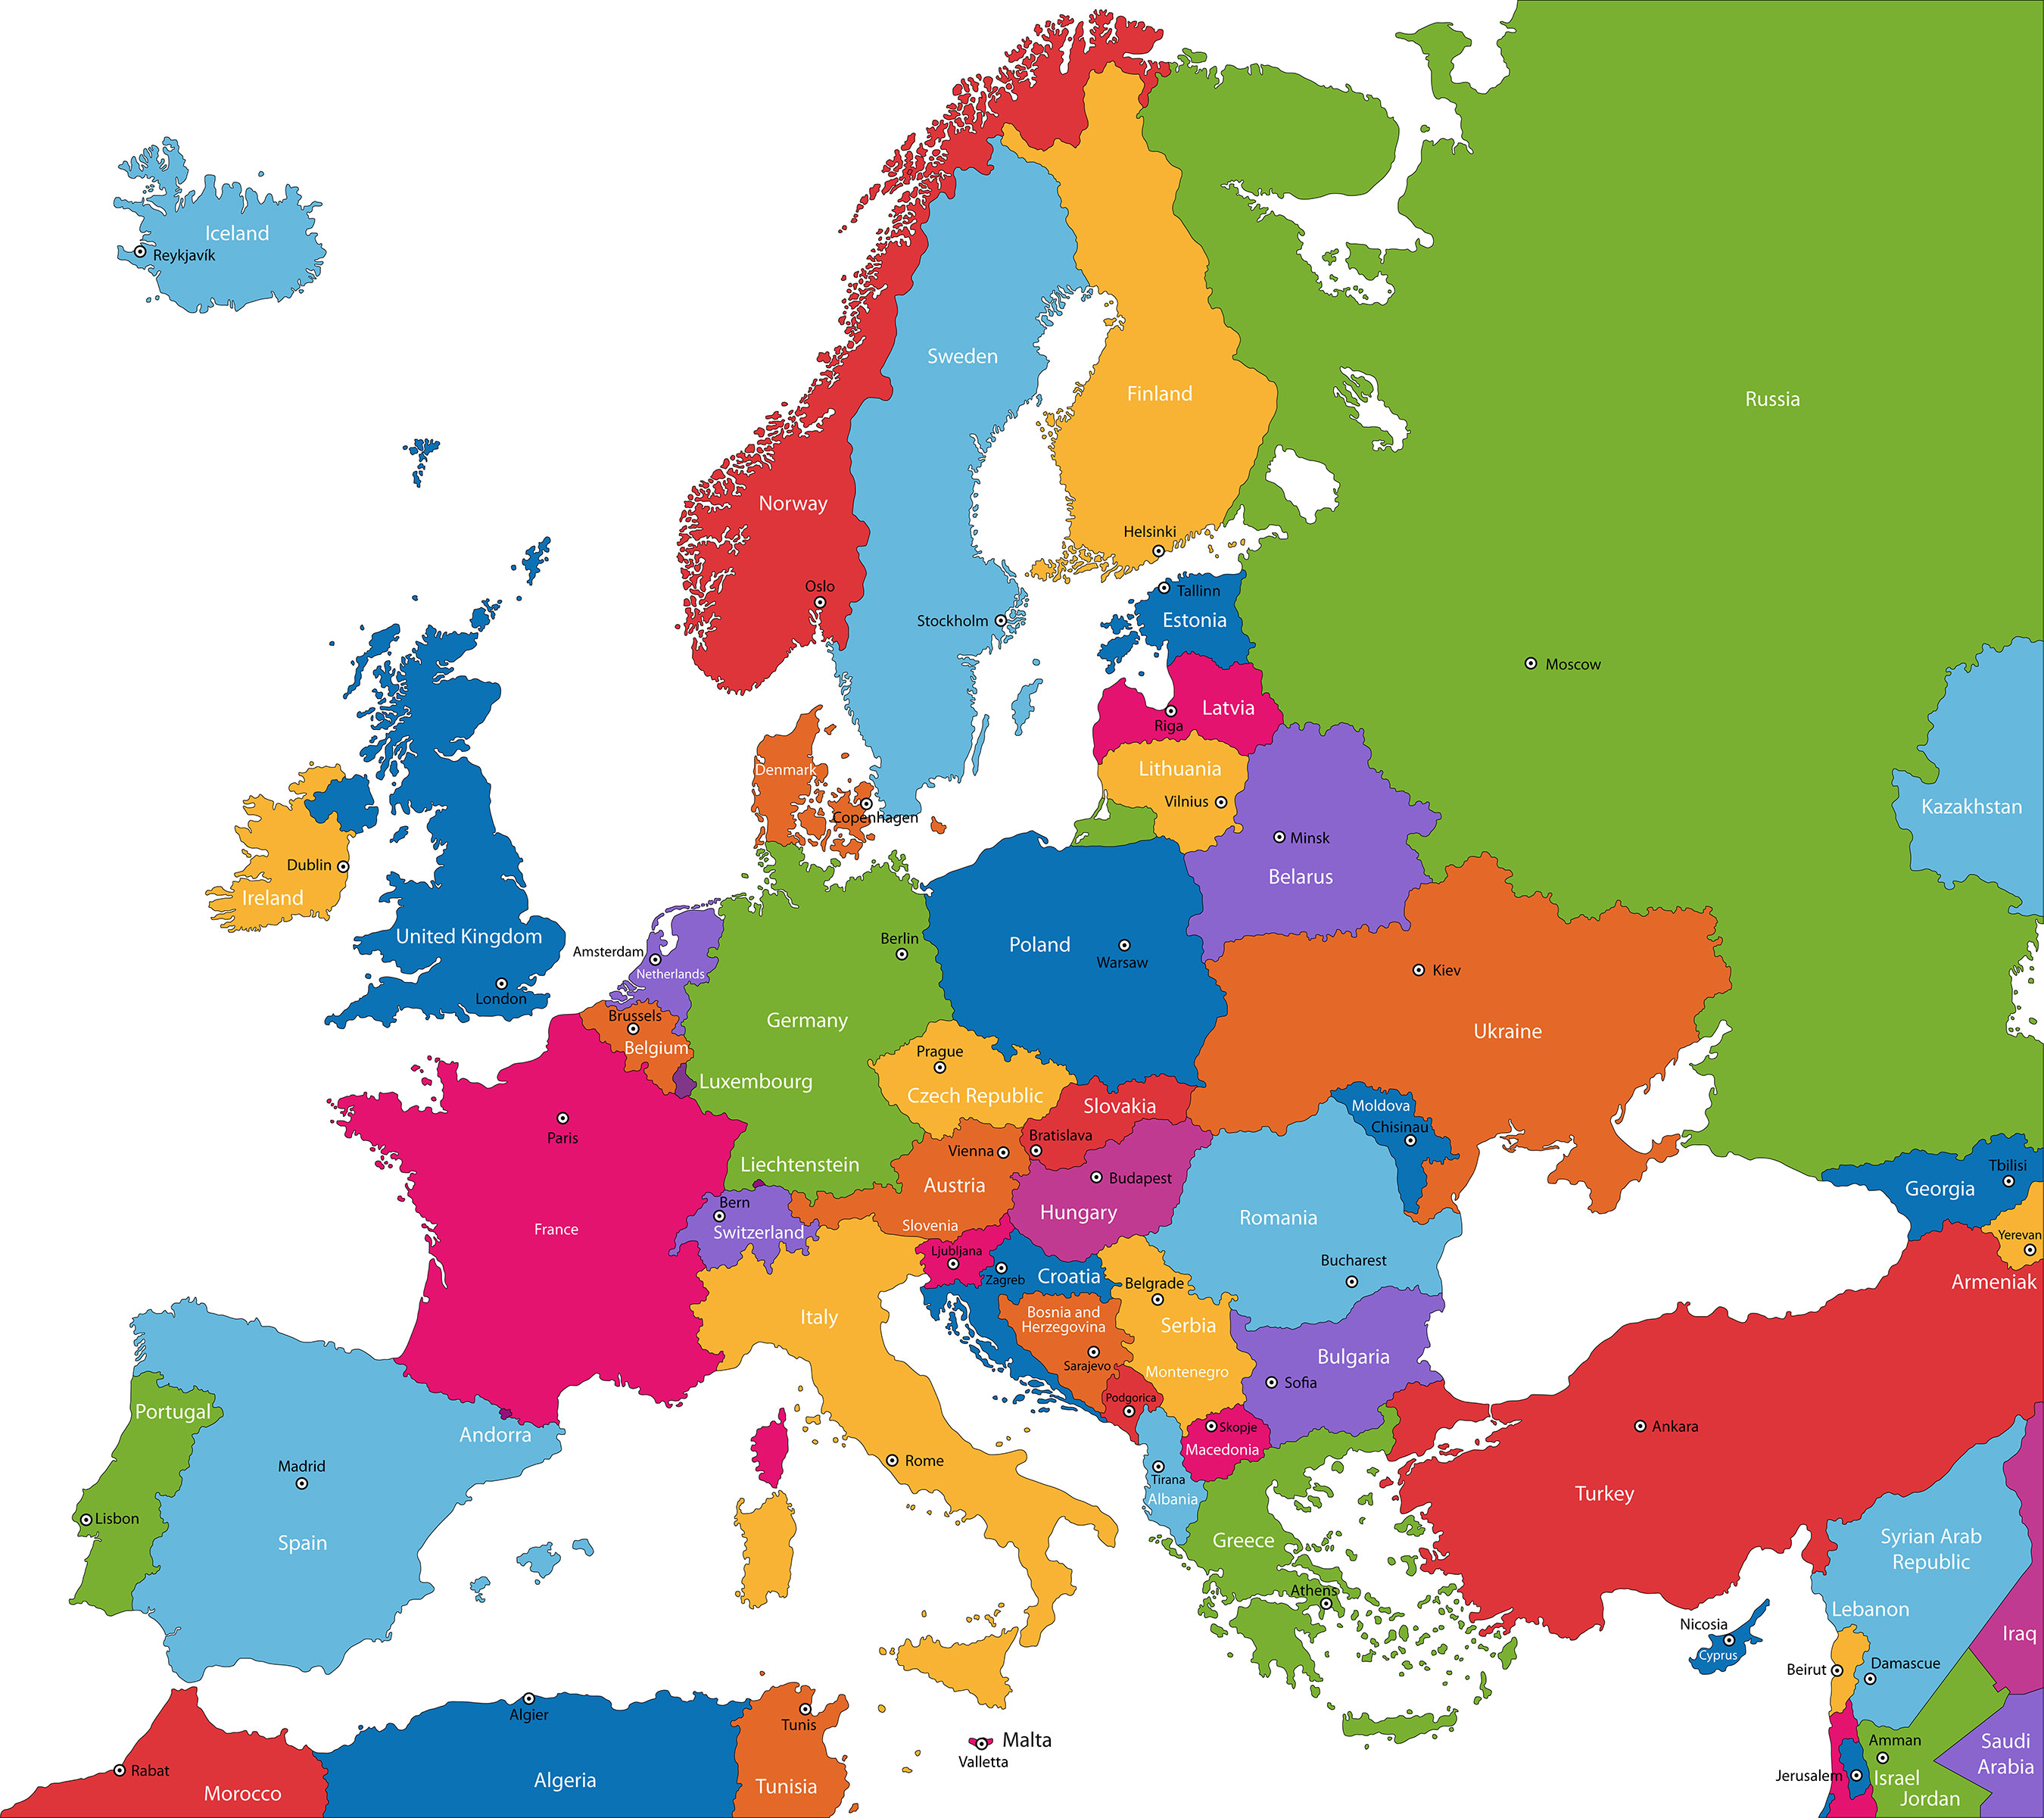 Iceland
Reykjavík
Sweden
Finland
Russia
Norway
Helsinki
Oslo
Stockholm
Tallinn
Estonia
Moscow
Latvia
Riga
Denmark
Lithuania
Vilnius
Copenhagen
Kazakhstan
Minsk
Belarus
Dublin
Ireland
United Kingdom
London
Amsterdam
Netherlands
Berlin
Poland
Warsaw
Kiev
Ukraine
Brussels
Belgium
Germany
Luxembourg
Prague
Czech Republic
Slovakia
Moldova
Chisinau
Paris
Bratislava
Vienna
Liechtenstein
Austria
Budapest
Hungary
Tbilisi
Georgia
Bern
Switzerland
France
Slovenia
Romania
Yerevan
Ljubljana
Zagreb
Croatia
Belgrade
Bucharest
Armeniak
Italy
Bosnia and
Herzegovina
Serbia
Sarajevo
Montenegro
Bulgaria
Sofia
Portugal
Andorra
Podgorica
Skopje
Macedonia
Ankara
Madrid
Rome
Tirana
Albania
Turkey
Lisbon
Spain
Greece
Athens
Syrian Arab
Republic
Lebanon
Nicosia
Cyprus
Iraq
Beirut
Damascue
Algier
Tunis
Malta
Valletta
Rabat
Morocco
Algeria
Tunisia
Amman
Saudi
Arabia
Jerusalem
Israel
Jordan